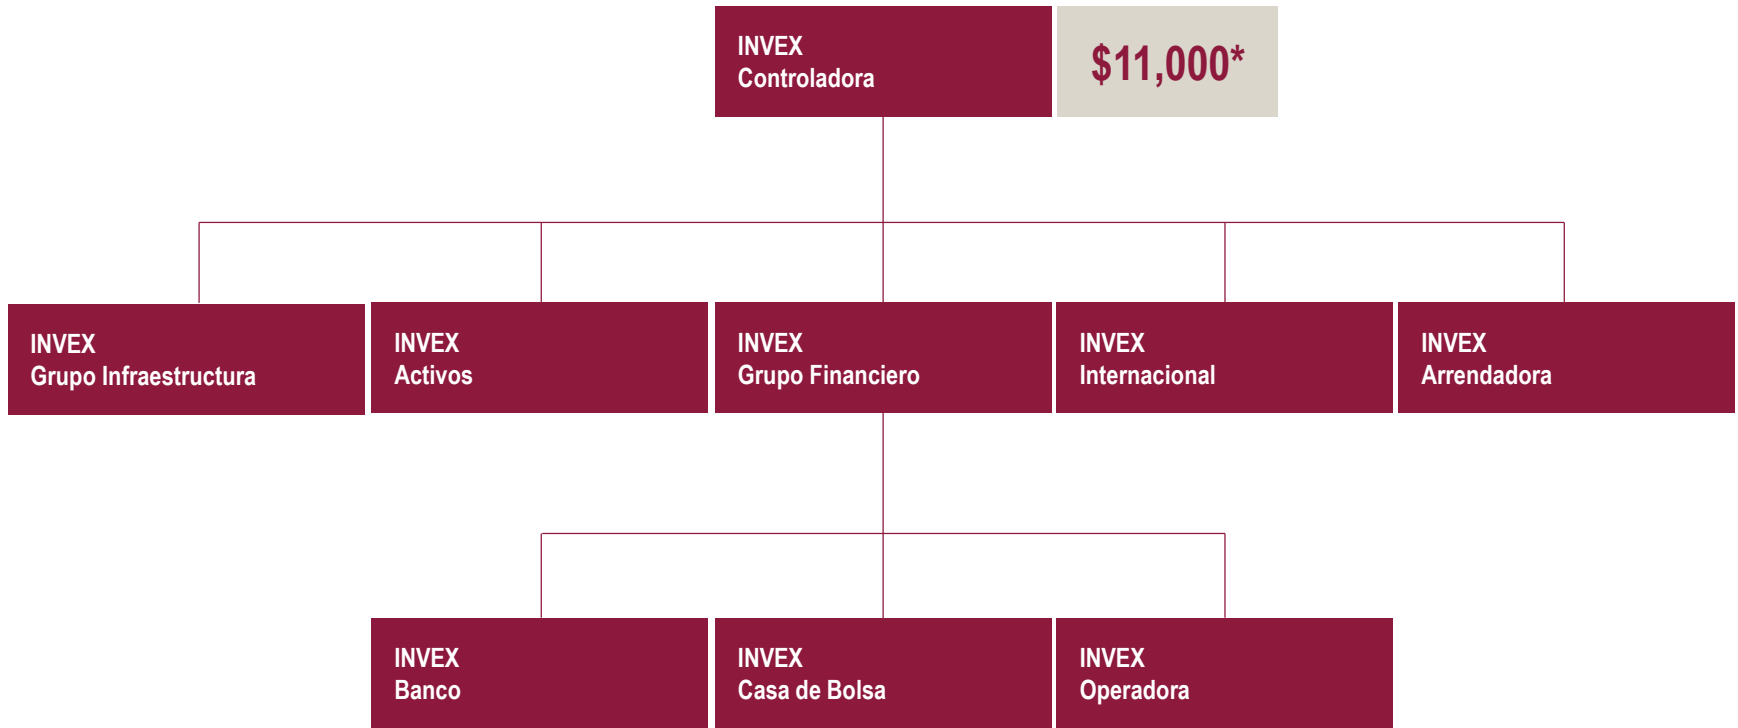 INVEX
Controladora
$11,000*
INVEX
Grupo Infraestructura
INVEX
Activos
INVEX
Grupo Financiero
INVEX
Internacional
INVEX
Arrendadora
INVEX
Banco
INVEX
Casa de Bolsa
INVEX
Operadora